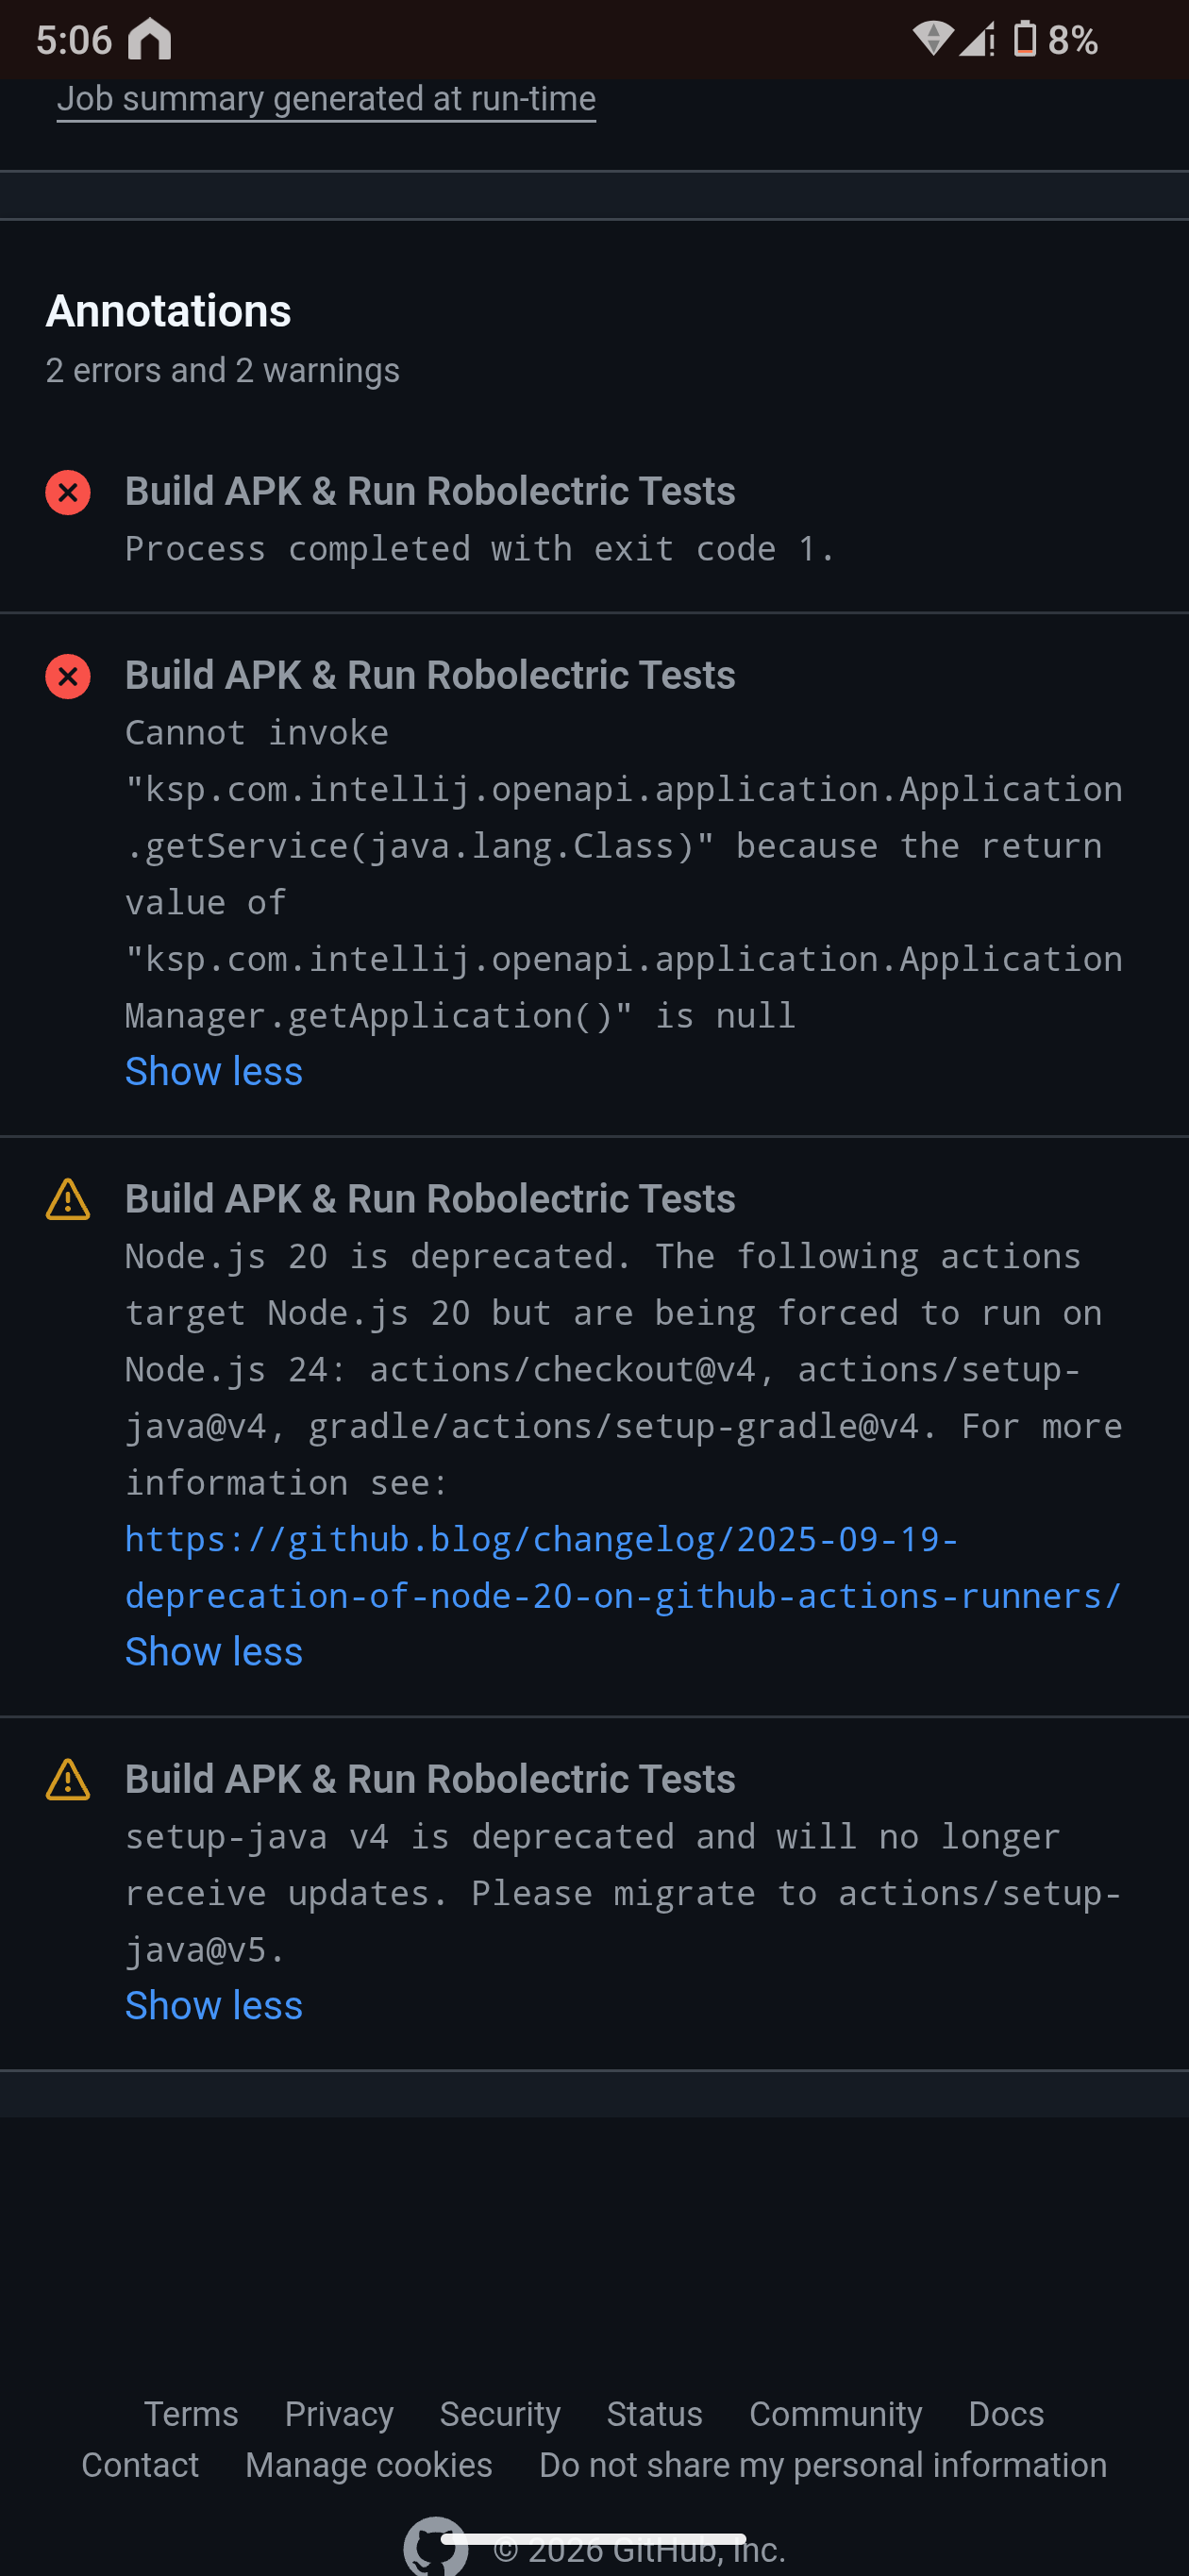 5:06
8%
Job summary generated at run-time
Annotations
2 errors and 2 warnings
Build APK & Run Robolectric Tests
Process completed with exit code 1.
Build APK & Run Robolectric Tests
Cannot invoke
"ksp.com.intellij.openapi.application.Application
.getService(java.lang.Class)" because the return
value of
"ksp.com.intellij.openapi.application.Application
Manager.getApplication()" is null
Show less
Build APK & Run Robolectric Tests
Node.js 20 is deprecated. The following actions
target Node.js 20 but are being forced to run on
Node.js 24: actions/checkout@v4, actions/setup-
java@v4, gradle/actions/setup-gradle@v4. For more
information see:
https://github.blog/changelog/2025-09-19-
deprecation-of-node-20-on-github-actions-runners/
Show less
Build APK & Run Robolectric Tests
setup-java v4 is deprecated and will no longer
receive updates. Please migrate to actions/setup-
java@v5.
Show less
Terms Privacy Security Status Community Docs
Contact Manage cookies Do not share my personal information
© 2026 GitHub, Inc.